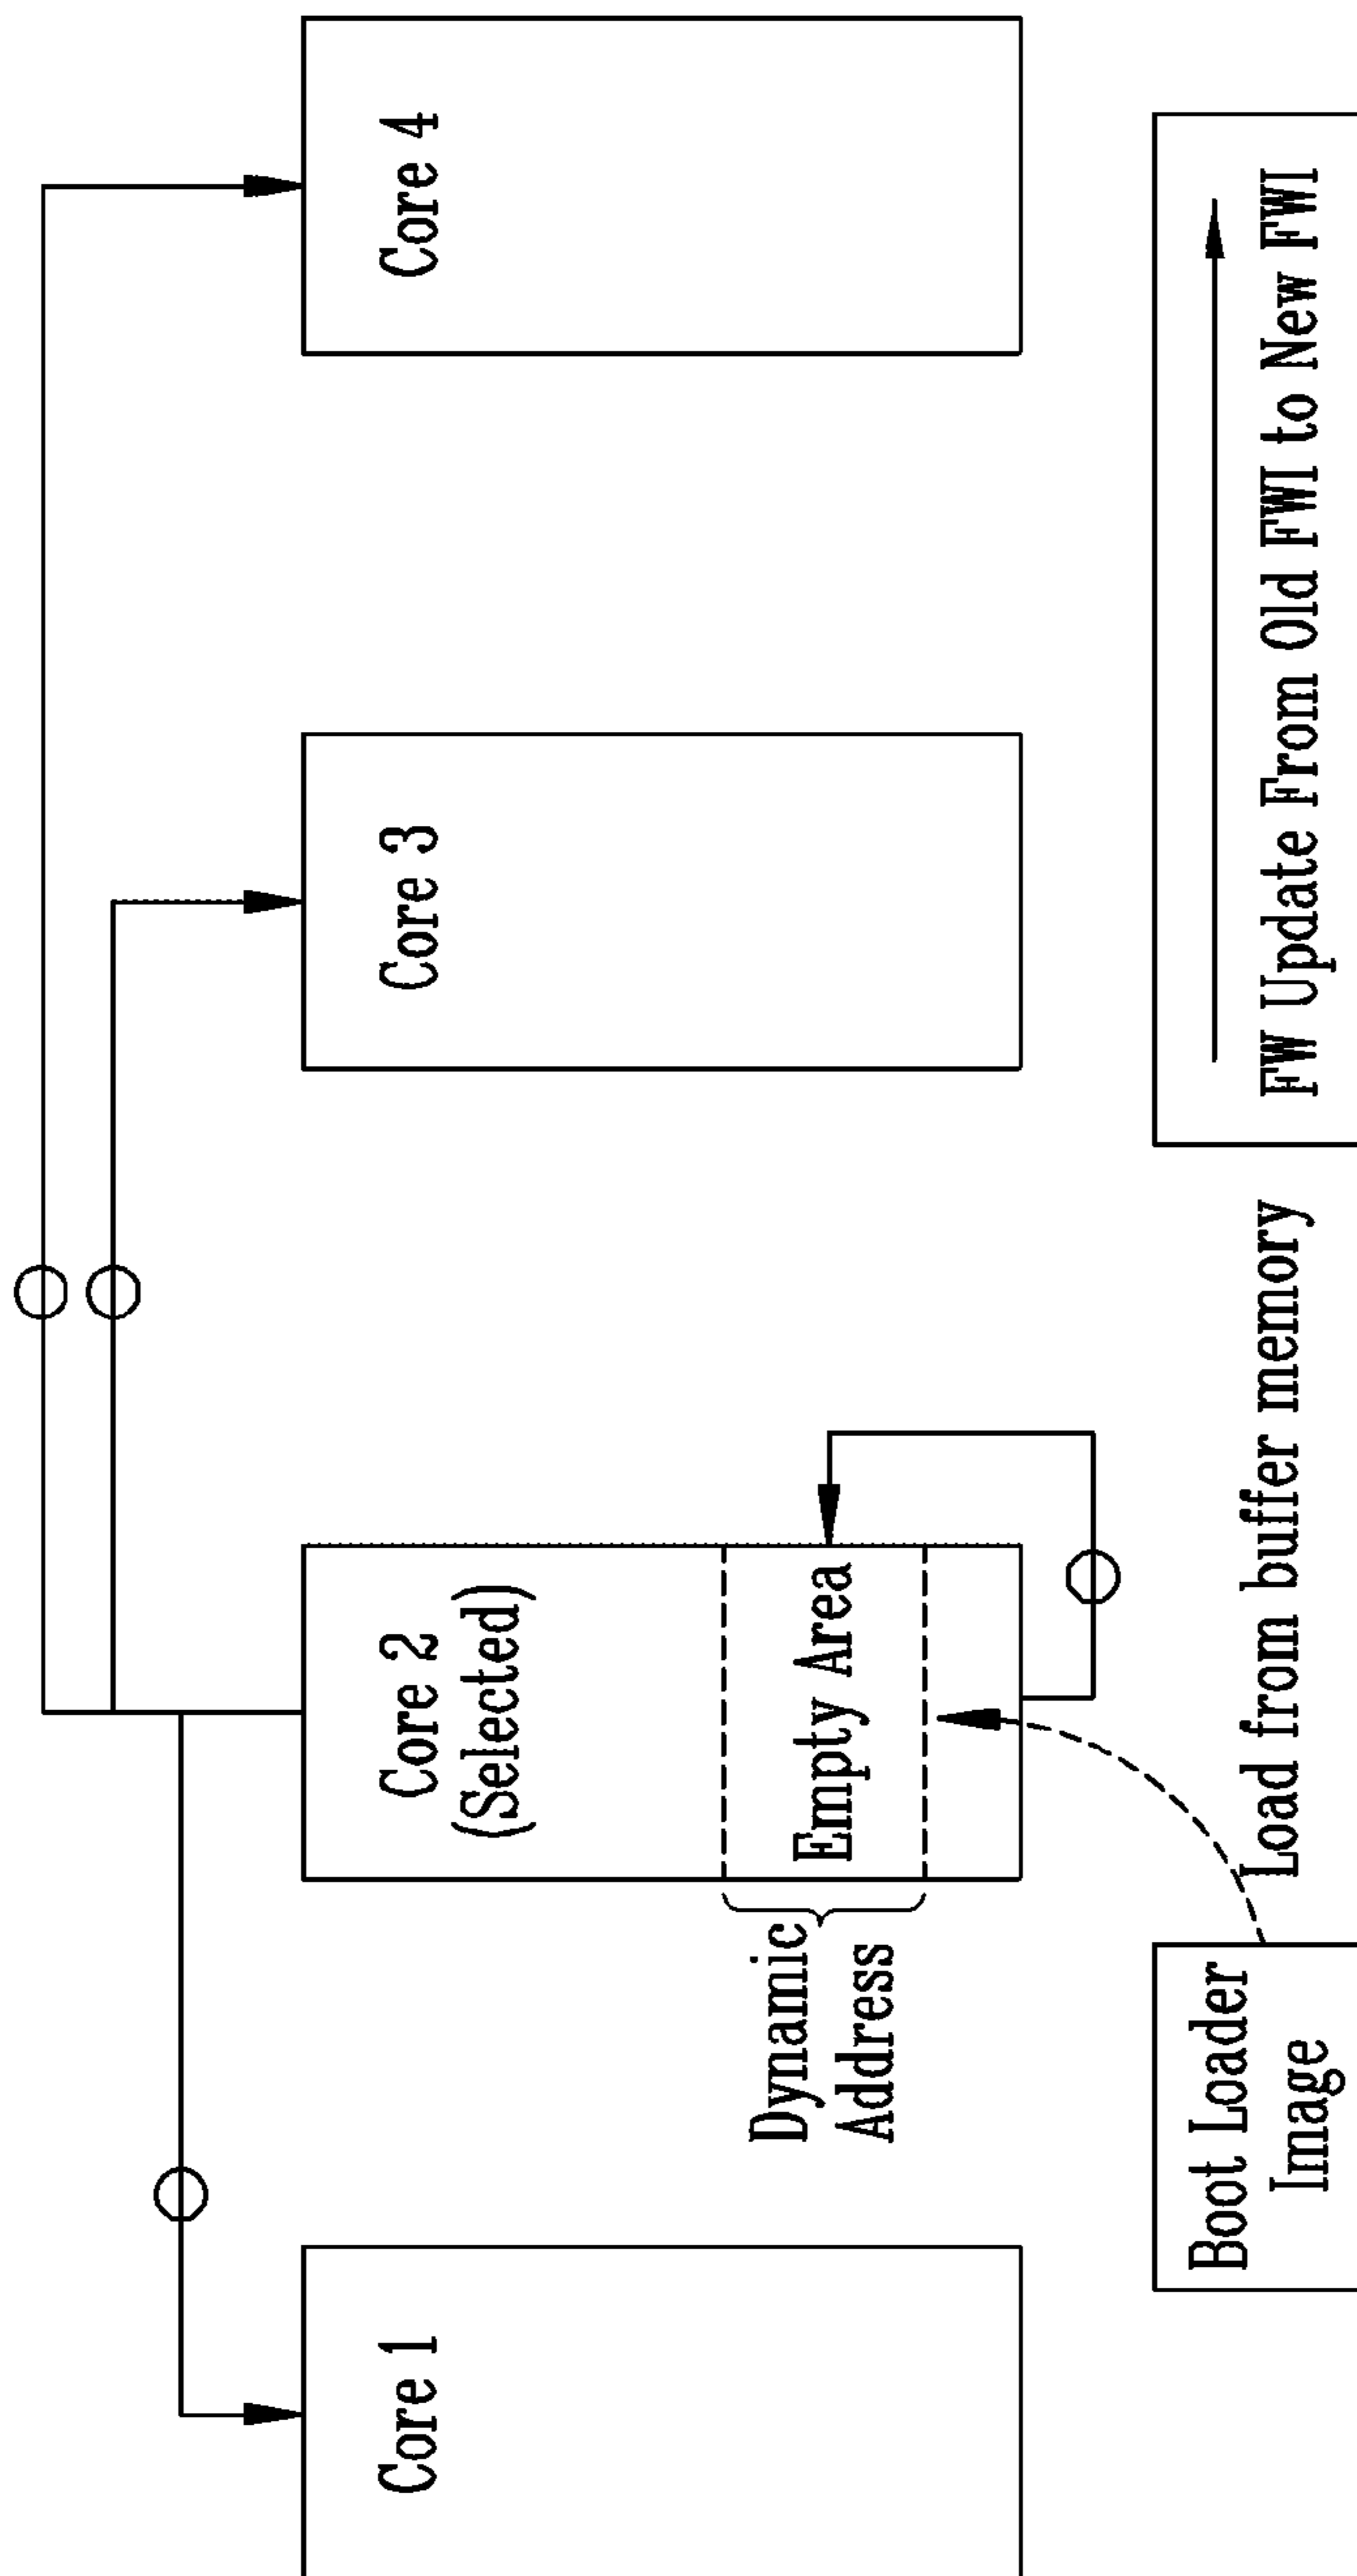 Core 1
Core 2
(Selected)
Core 3
Core 4
Dynamic
Address
Empty Area
Boot Loader
Image
Load from buffer memory
FW Update From Old FWI to New FWI